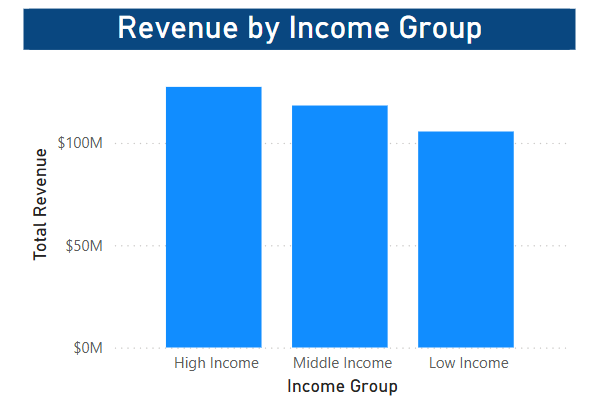 Revenue by Income Group
Total Revenue
$100M
$50M
$0M
High Income Middle Income Low Income
Income Group